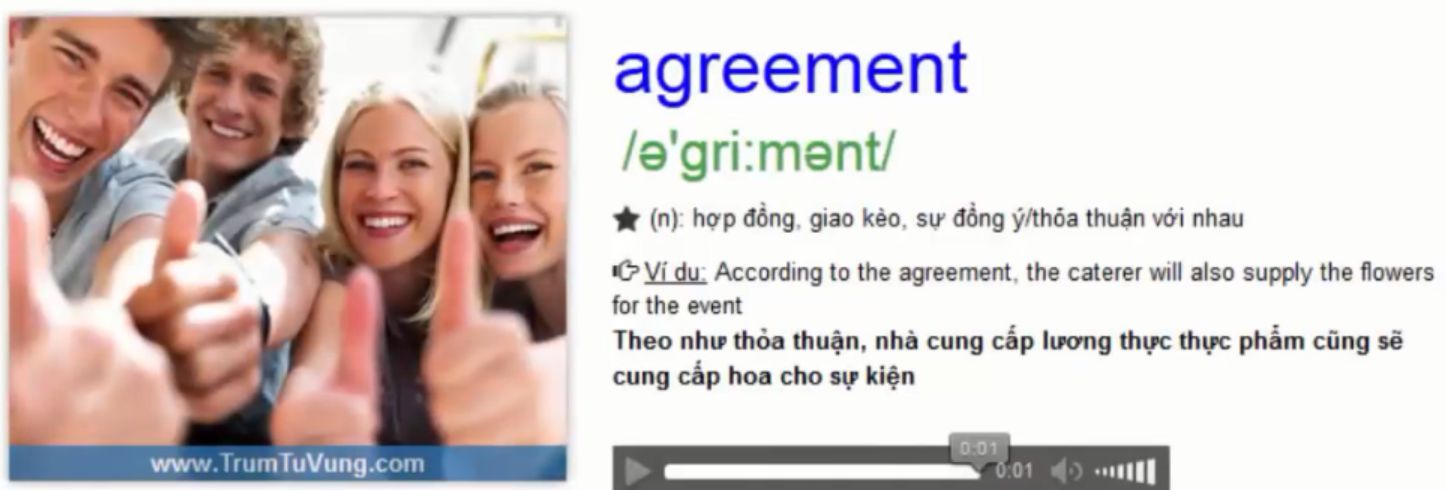 agreement
/ə'gri:mənt/
(n): hợp đồng, giao kèo, sự đồng ý/thõa thuận với nhau
Ví du: According to the agreement, the caterer will also supply the flowers
for the event
Theo như thỏa thuận, nhà cung cấp lương thực thực phẩm cũng sẽ
cung cấp hoa cho sự kiện
www.TrumTuVung.com
0:01
0:01